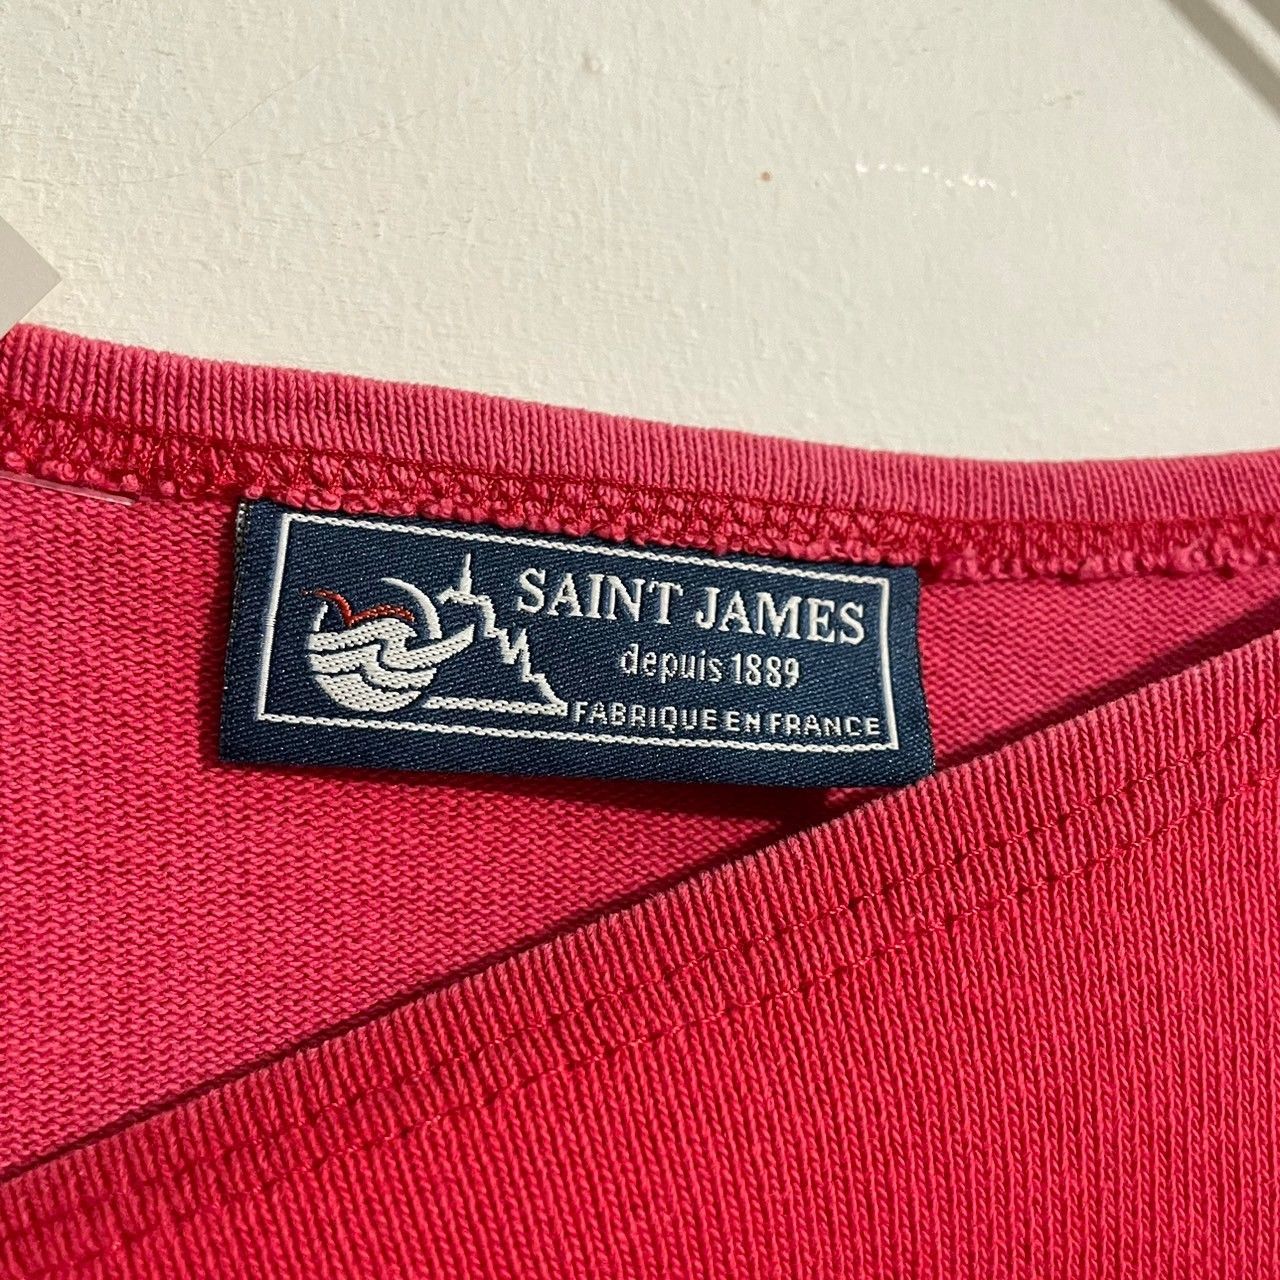 SAINT JAMES
depuis 1889
FABRIQUE EN FRANCE